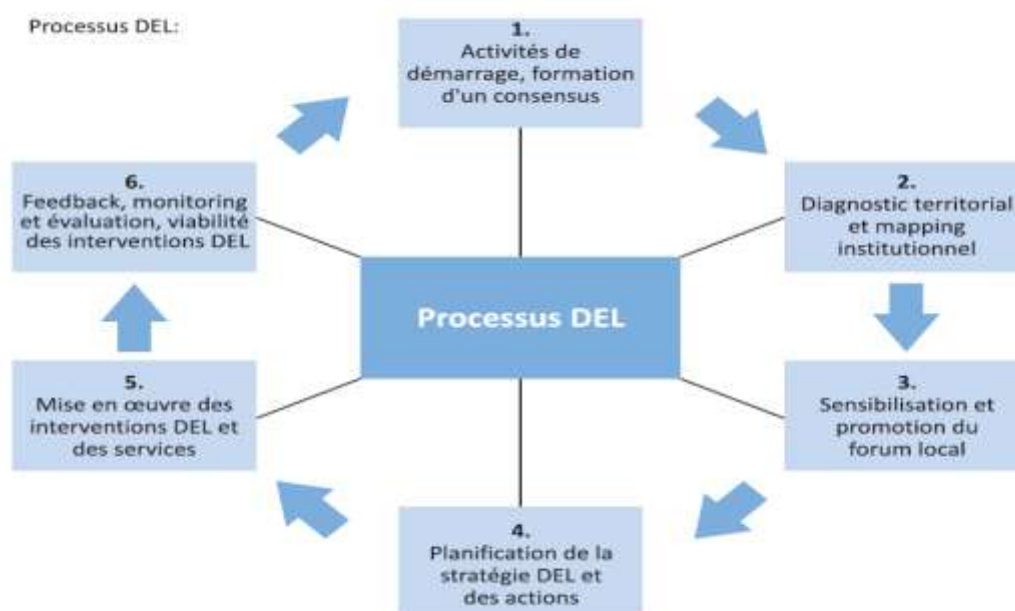 Processus DEL:
1.
Activités de
démarrage, formation
d'un consensus
2.
Diagnostic territorial
et mapping
institutionnel
3.
Sensibilisation et
promotion du
forum local
4.
Planification de la
stratégie DEL et
des actions
5.
Mise en œuvre des
interventions DEL et
des services
6.
Feedback, monitoring
et évaluation, viabilité
des interventions DEL
Processus DEL